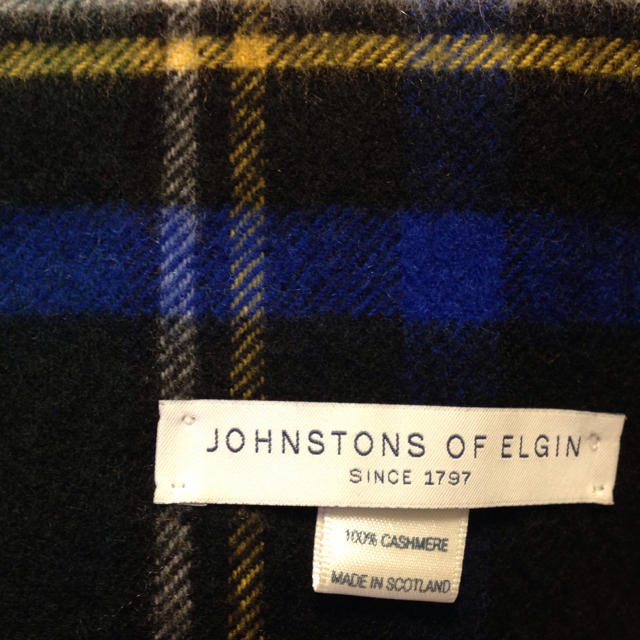 JOHNSTONS OF ELGIN
SINCE 1797
100% CASHMERE
MADE IN SCOTLAND